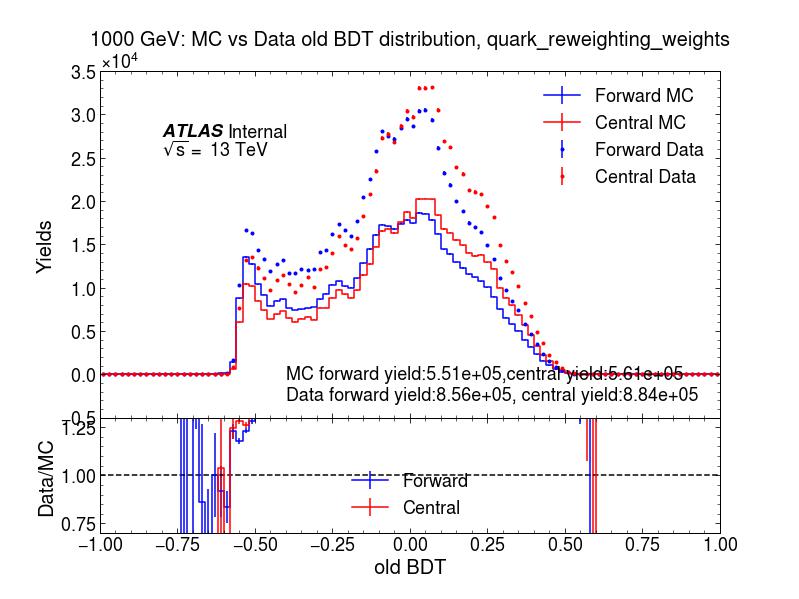 1000 GeV: MC vs Data old BDT distribution, quark_reweighting_weights
×10⁴
3.5
3.0
2.5
2.0
1.5
1.0
0.5
0.0
0.5
Yields
ATLAS Internal
√s = 13 TeV
Forward MC
Central MC
Forward Data
Central Data
MC forward yield:5.51e+05,central yield:5.61e+05
Data forward yield:8.56e+05, central yield:8.84e+05
1.25
1.00
0.75
Data/MC
Forward
Central
−1.00 −0.75 −0.50 −0.25 0.00 0.25 0.50 0.75 1.00
old BDT